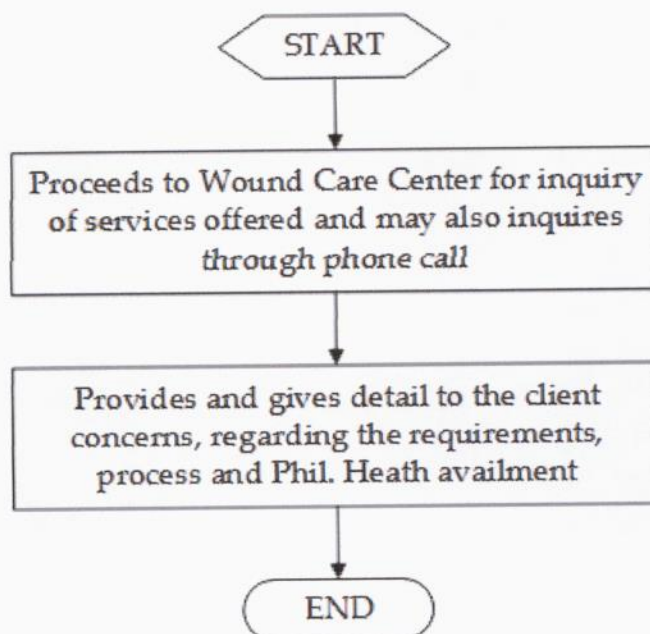 START
Proceeds to Wound Care Center for inquiry
of services offered and may also inquires
through phone call
Provides and gives detail to the client
concerns, regarding the requirements,
process and Phil. Heath availment
END